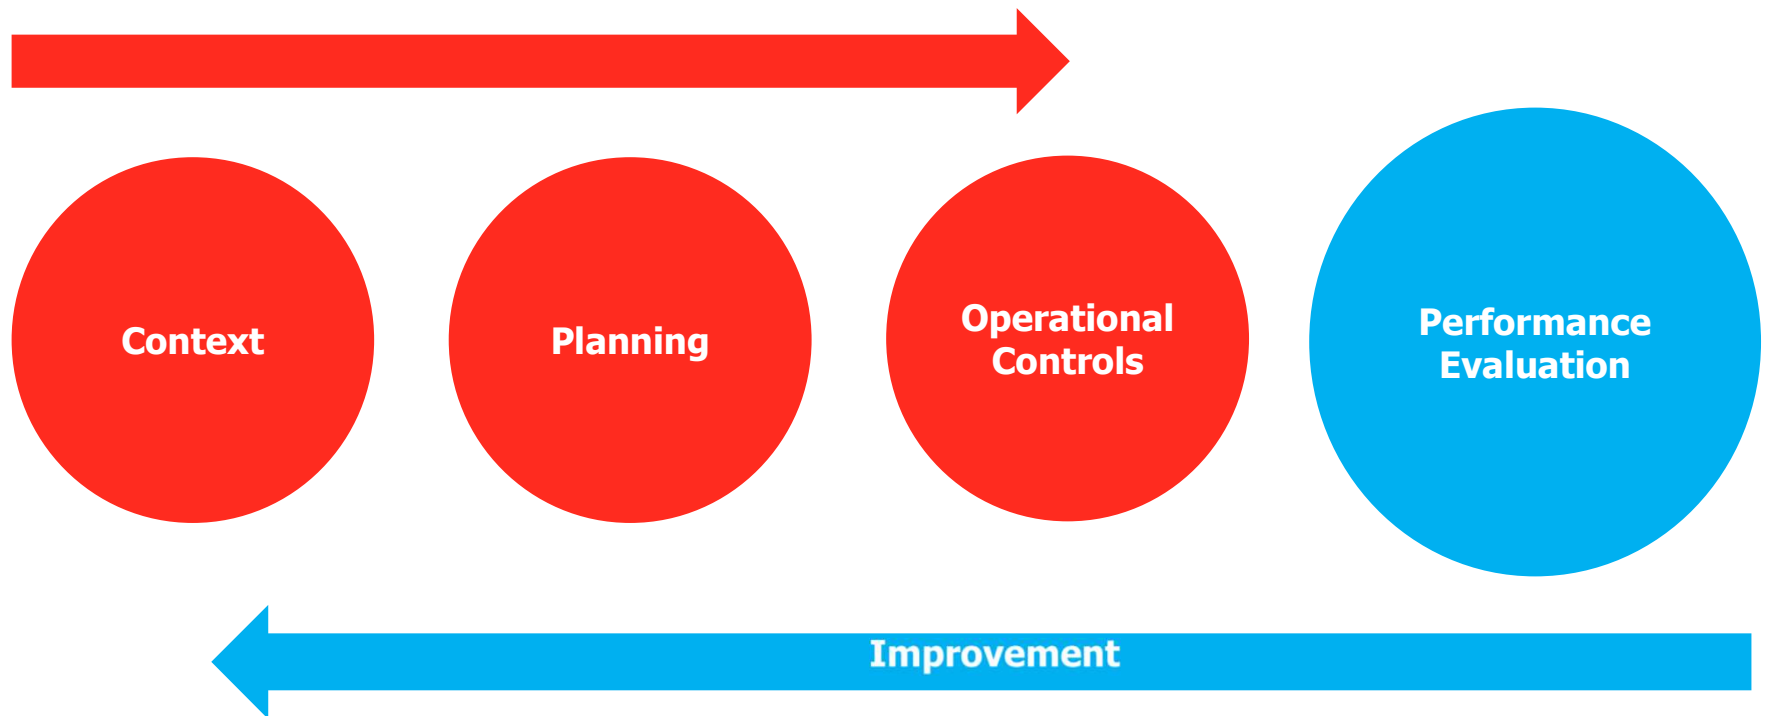 Context
Planning
Operational
Controls
Performance
Evaluation
Improvement